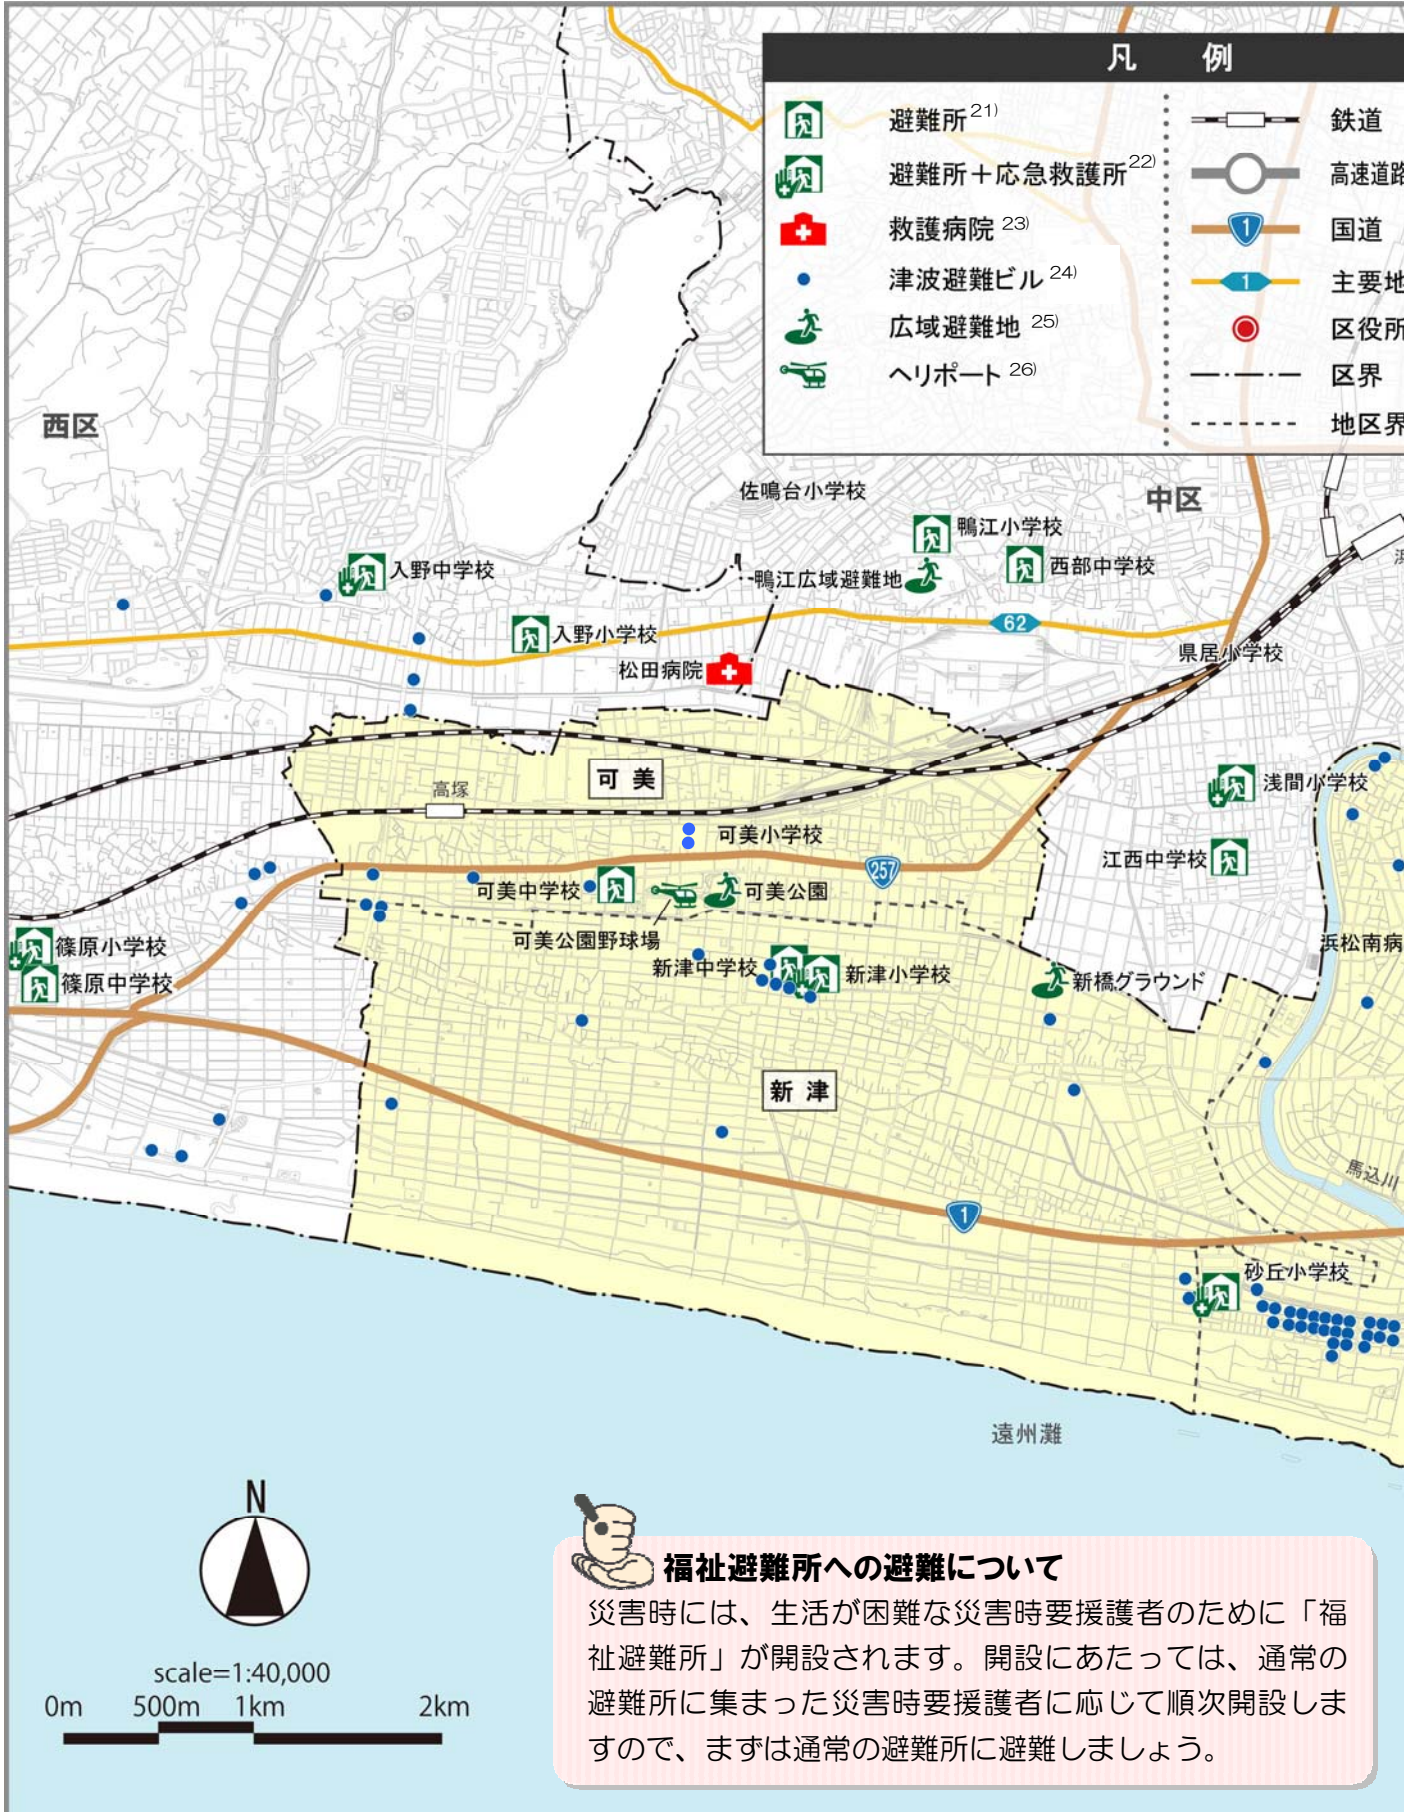 凡 例
避難所 21)
避難所＋応急救護所 22)
救護病院 23)
津波避難ビル 24)
広域避難地 25)
ヘリポート 26)
鉄道
高速道路
1 国道
1 主要地
区役所
区界
地区界
西区
中区
佐鳴台小学校
鴨江小学校
西部中学校
鴨江広域避難地
入野中学校
入野小学校
62
松田病院
県居小学校
可 美
高塚
浅間小学校
可美小学校
江西中学校
257
可美中学校
可美公園
可美公園野球場
篠原小学校
浜松南病
新津中学校
新津小学校
篠原中学校
新橋グラウンド
新 津
馬込川
1
砂丘小学校
遠州灘
N
scale=1:40,000
0m 500m 1km 2km
福祉避難所への避難について
災害時には、生活が困難な災害時要援護者のために「福
祉避難所」が開設されます。開設にあたっては、通常の
避難所に集まった災害時要援護者に応じて順次開設しま
すので、まずは通常の避難所に避難しましょう。